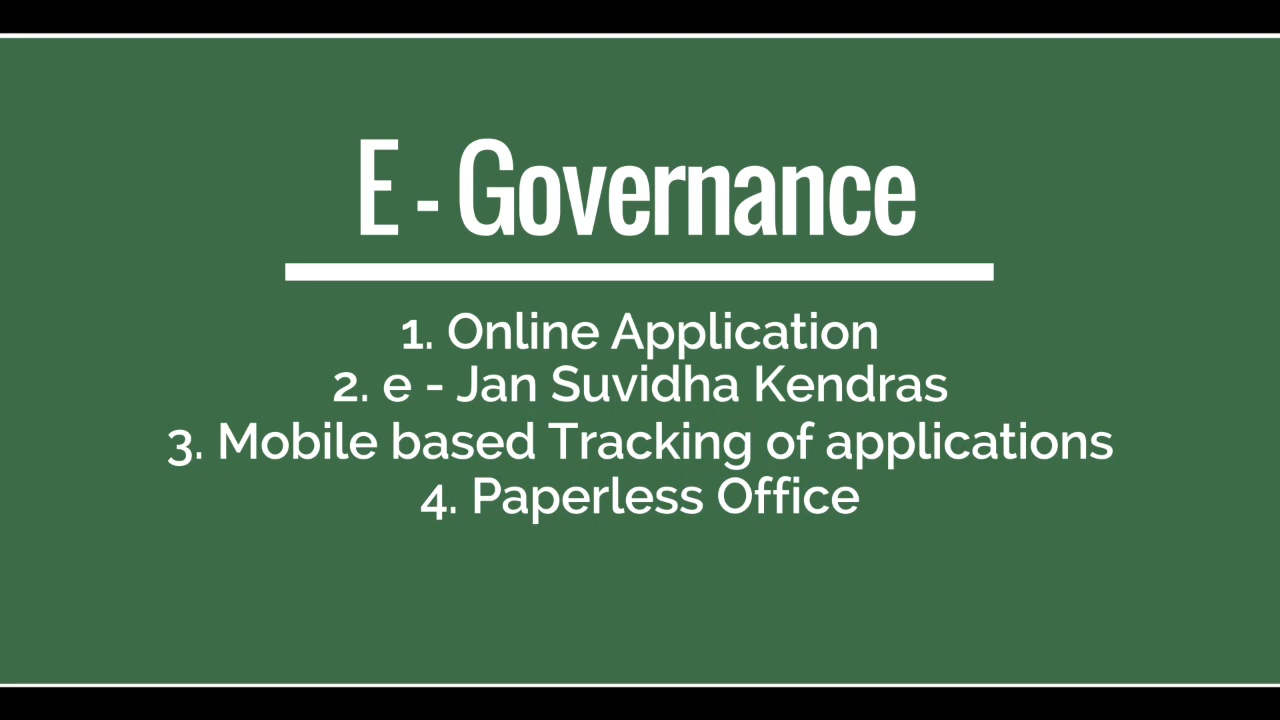 E - Governance
1. Online Application
2. e - Jan Suvidha Kendras
3. Mobile based Tracking of applications
4. Paperless Office